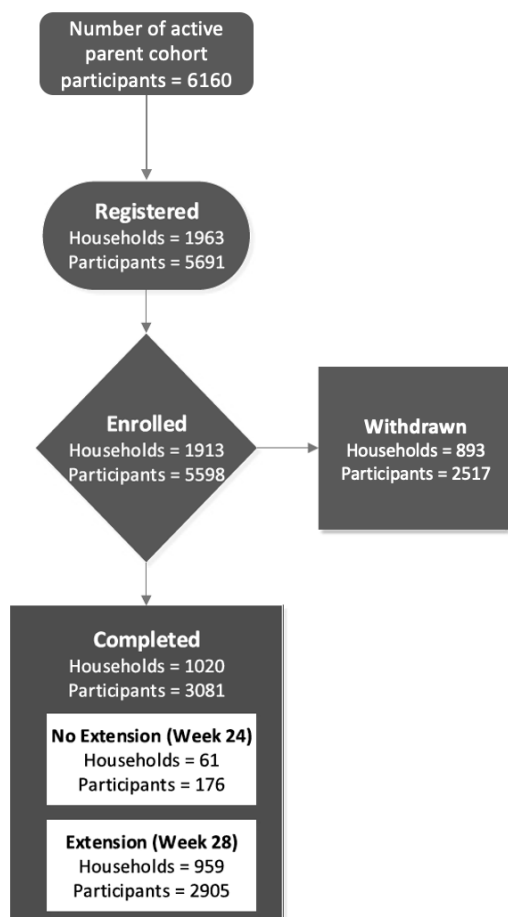 Number of active
parent cohort
participants = 6160
Registered
Households = 1963
Participants = 5691
Enrolled
Households = 1913
Participants = 5598
Withdrawn
Households = 893
Participants = 2517
Completed
Households = 1020
Participants = 3081
No Extension (Week 24)
Households = 61
Participants = 176
Extension (Week 28)
Households = 959
Participants = 2905